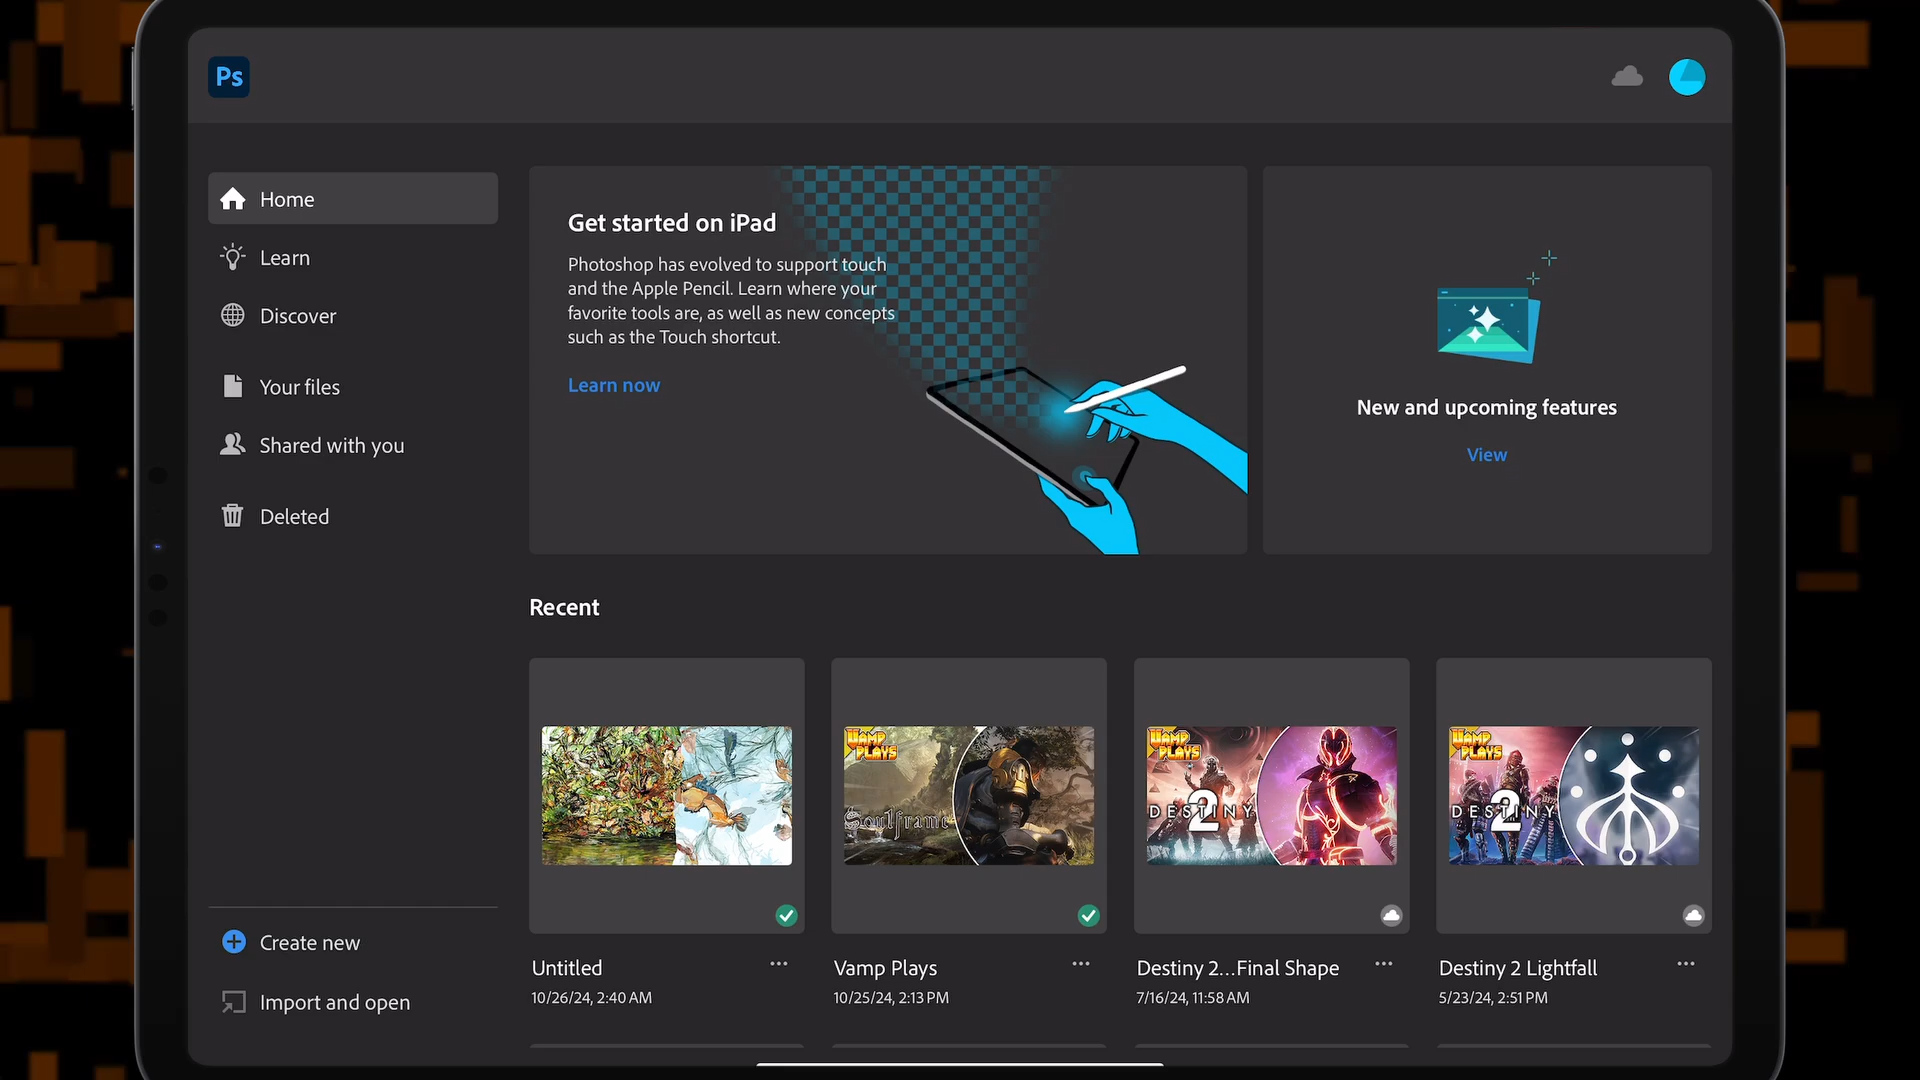 Ps
Home
Learn
Discover
Your files
Shared with you
Deleted
Create new
Import and open
Get started on iPad
Photoshop has evolved to support touch
and the Apple Pencil. Learn where your
favorite tools are, as well as new concepts
such as the Touch shortcut.
Learn now
New and upcoming features
View
Recent
VAMP
PLAYS
Soulframe
VAMP
PLAYS
DESTINY 2
VAMP
PLAYS
DESTINY 2
Untitled
10/26/24, 2:40 AM
Vamp Plays
10/25/24, 2:13 PM
Destiny 2...Final Shape
7/16/24, 11:58 AM
Destiny 2 Lightfall
5/23/24, 2:51 PM